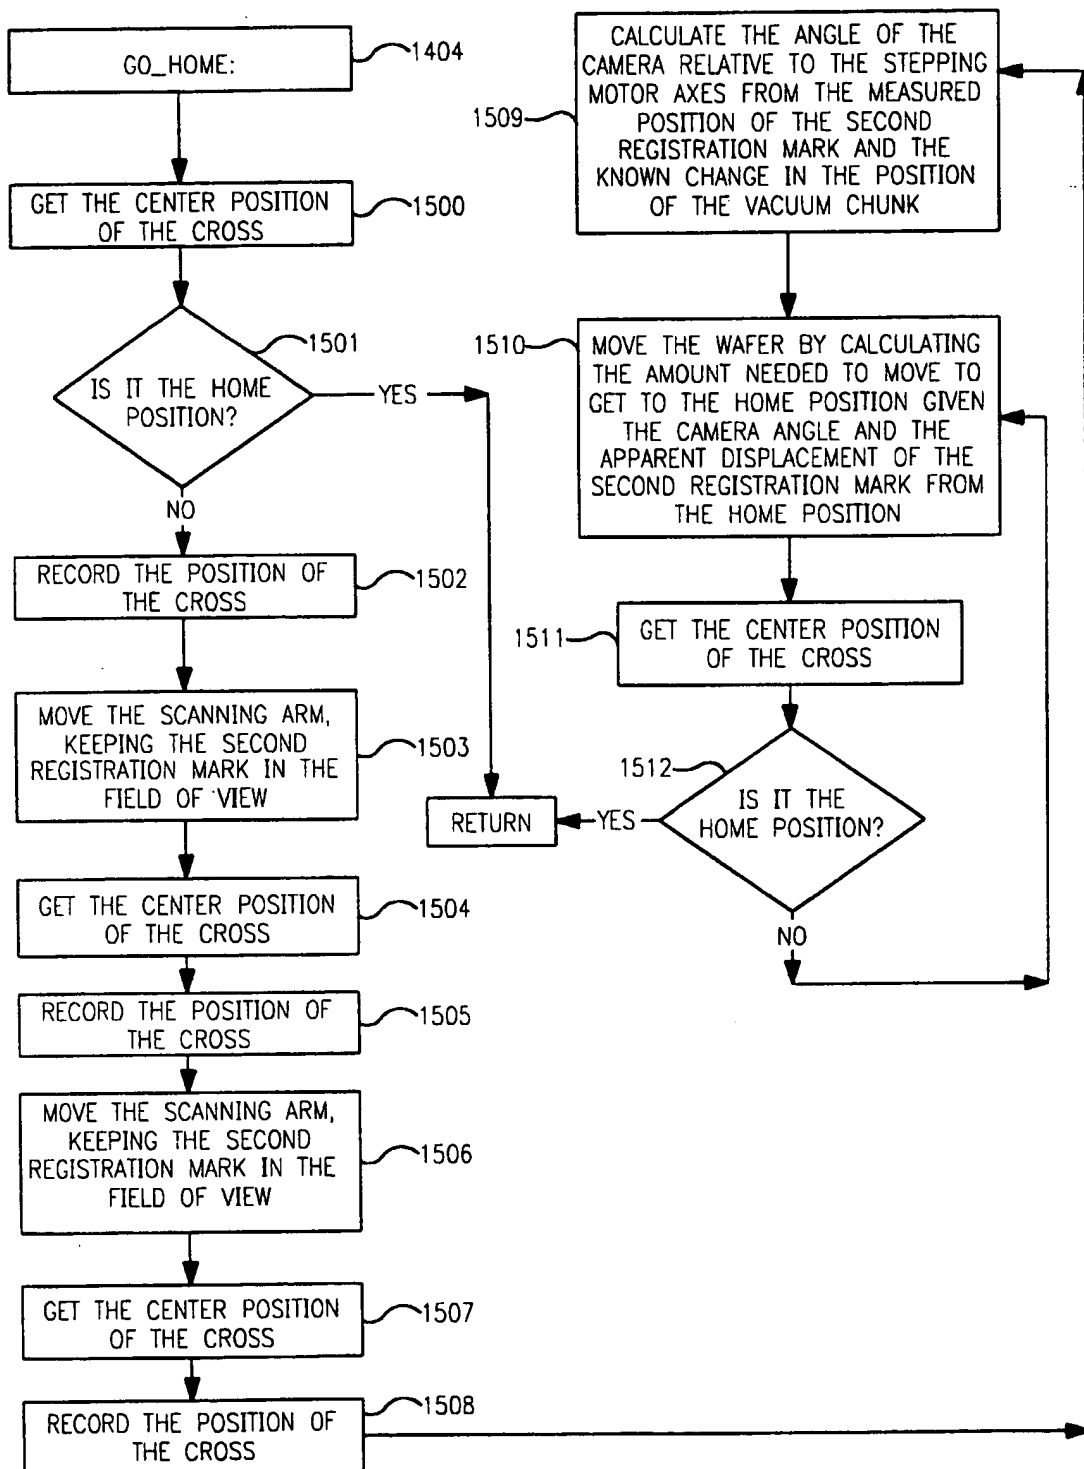 GO_HOME:
1404
GET THE CENTER POSITION
OF THE CROSS
1500
IS IT THE HOME
POSITION?
1501
YES
NO
RECORD THE POSITION OF
THE CROSS
1502
MOVE THE SCANNING ARM,
KEEPING THE SECOND
REGISTRATION MARK IN THE
FIELD OF VIEW
1503
GET THE CENTER POSITION
OF THE CROSS
1504
RECORD THE POSITION OF
THE CROSS
1505
MOVE THE SCANNING ARM,
KEEPING THE SECOND
REGISTRATION MARK IN THE
FIELD OF VIEW
1506
GET THE CENTER POSITION
OF THE CROSS
1507
RECORD THE POSITION OF
THE CROSS
1508
CALCULATE THE ANGLE OF THE
CAMERA RELATIVE TO THE STEPPING
MOTOR AXES FROM THE MEASURED
POSITION OF THE SECOND
REGISTRATION MARK AND THE
KNOWN CHANGE IN THE POSITION
OF THE VACUUM CHUNK
1509
MOVE THE WAFER BY CALCULATING
THE AMOUNT NEEDED TO MOVE TO
GET TO THE HOME POSITION GIVEN
THE CAMERA ANGLE AND THE
APPARENT DISPLACEMENT OF THE
SECOND REGISTRATION MARK FROM
THE HOME POSITION
1510
GET THE CENTER POSITION
OF THE CROSS
1511
IS IT THE
HOME POSITION?
1512
YES
RETURN
NO